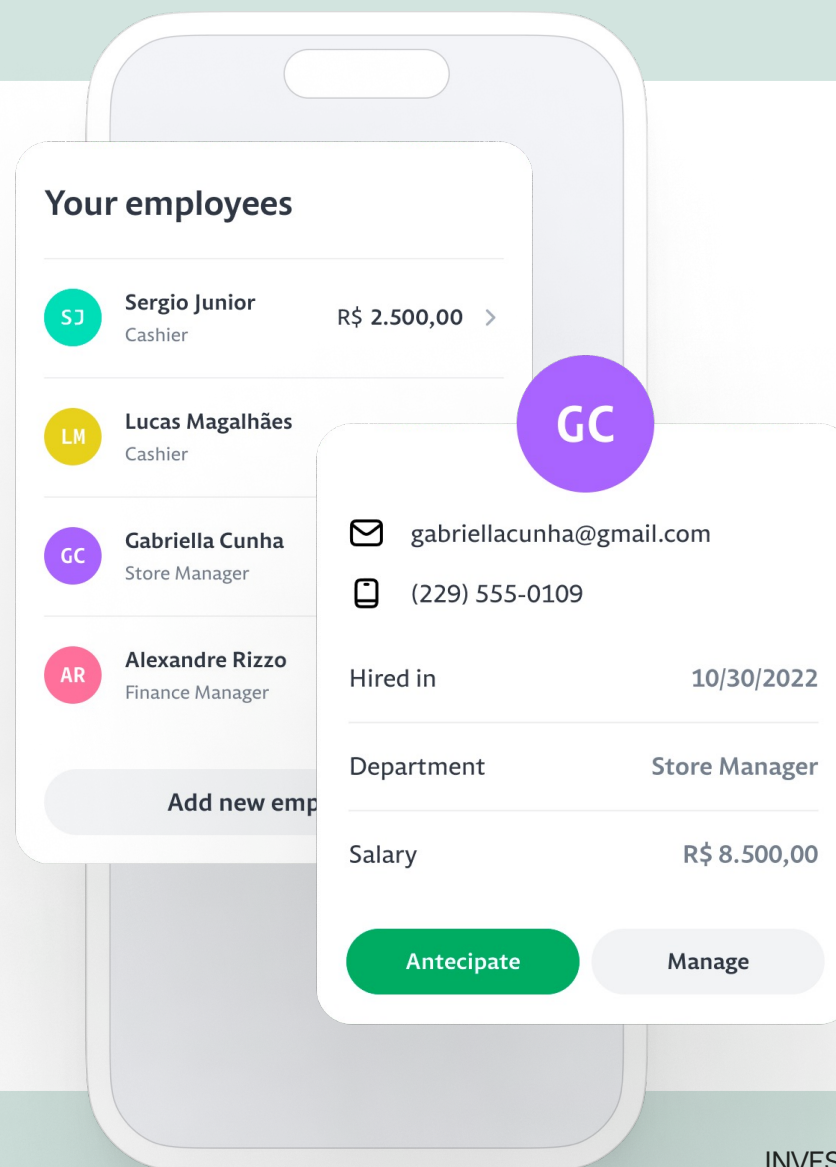 Your employees
SJ
Sergio Junior
Cashier
R$ 2.500,00
LM
Lucas Magalhães
Cashier
GC
Gabriella Cunha
Store Manager
AR
Alexandre Rizzo
Finance Manager
Add new
GC
gabriellacunha@gmail.com
(229) 555-0109
Hired in 10/30/2022
Department Store Manager
Salary R$ 8.500,00
Antecipate Manage